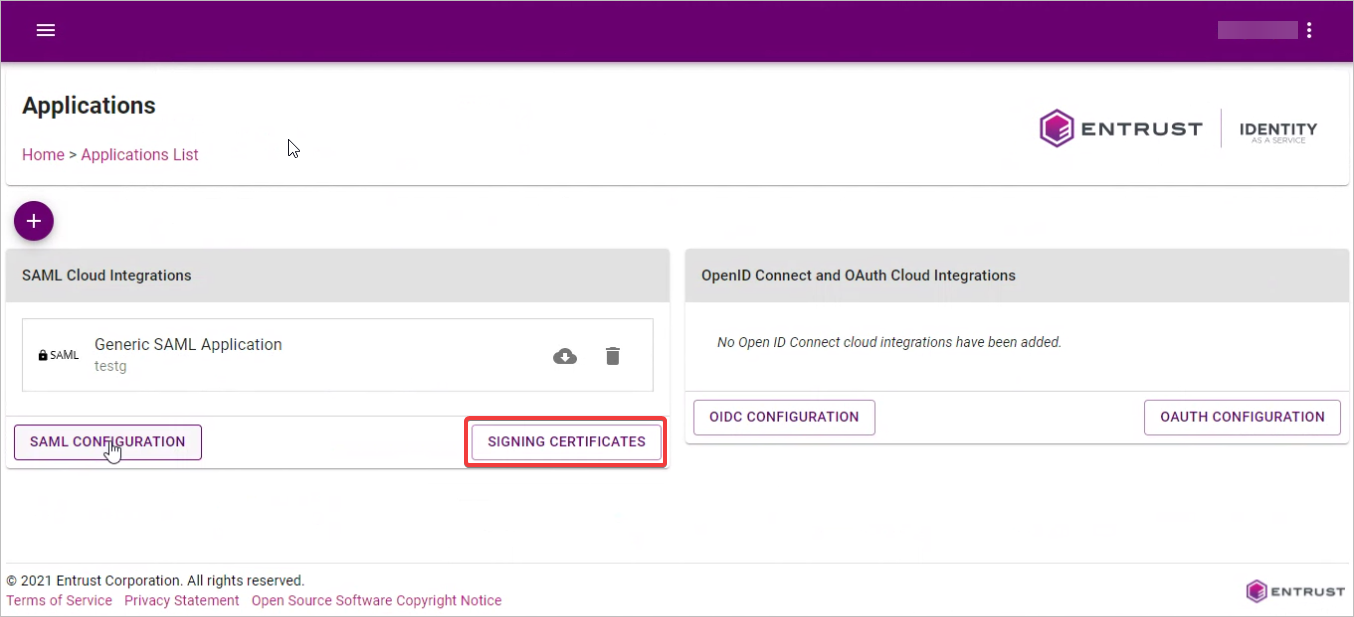 Applications
Home > Applications List
ENTRUST
IDENTITY
AS A SERVICE
+
SAML Cloud Integrations
SAML
Generic SAML Application
testg
SAML CONFIGURATION
SIGNING CERTIFICATES
OpenID Connect and OAuth Cloud Integrations
No Open ID Connect cloud integrations have been added.
OIDC CONFIGURATION
OAUTH CONFIGURATION
© 2021 Entrust Corporation. All rights reserved.
Terms of Service Privacy Statement Open Source Software Copyright Notice
ENTRUST